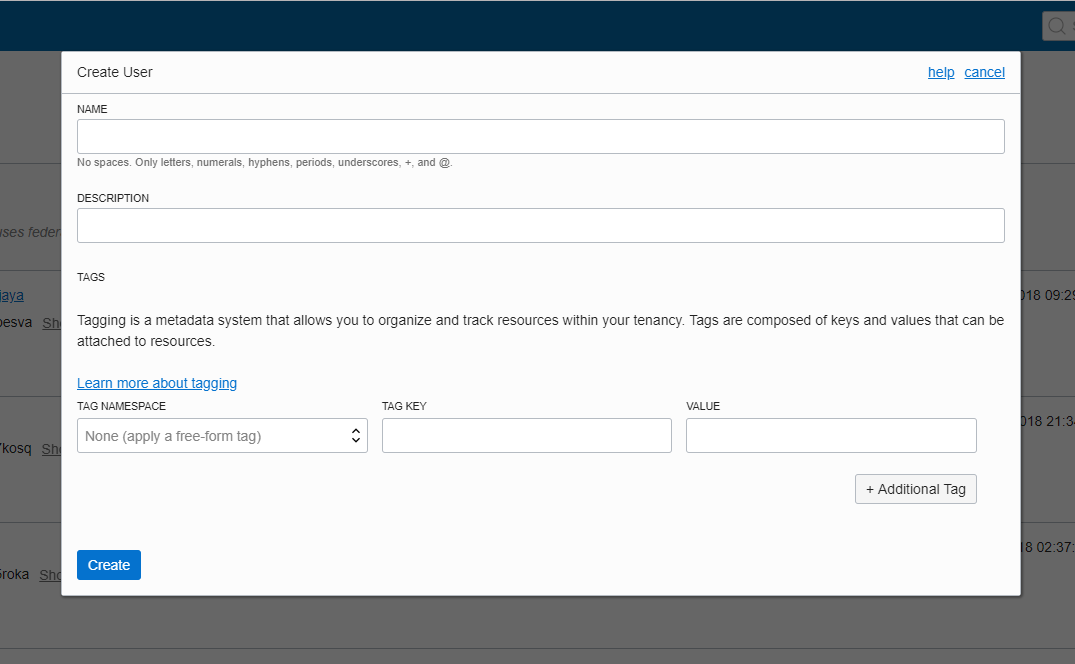 Create User
help cancel
NAME
No spaces. Only letters, numerals, hyphens, periods, underscores, +, and @.
DESCRIPTION
TAGS
Tagging is a metadata system that allows you to organize and track resources within your tenancy. Tags are composed of keys and values that can be
attached to resources.
Learn more about tagging
TAG NAMESPACE TAG KEY VALUE
None (apply a free-form tag)
+ Additional Tag
Create